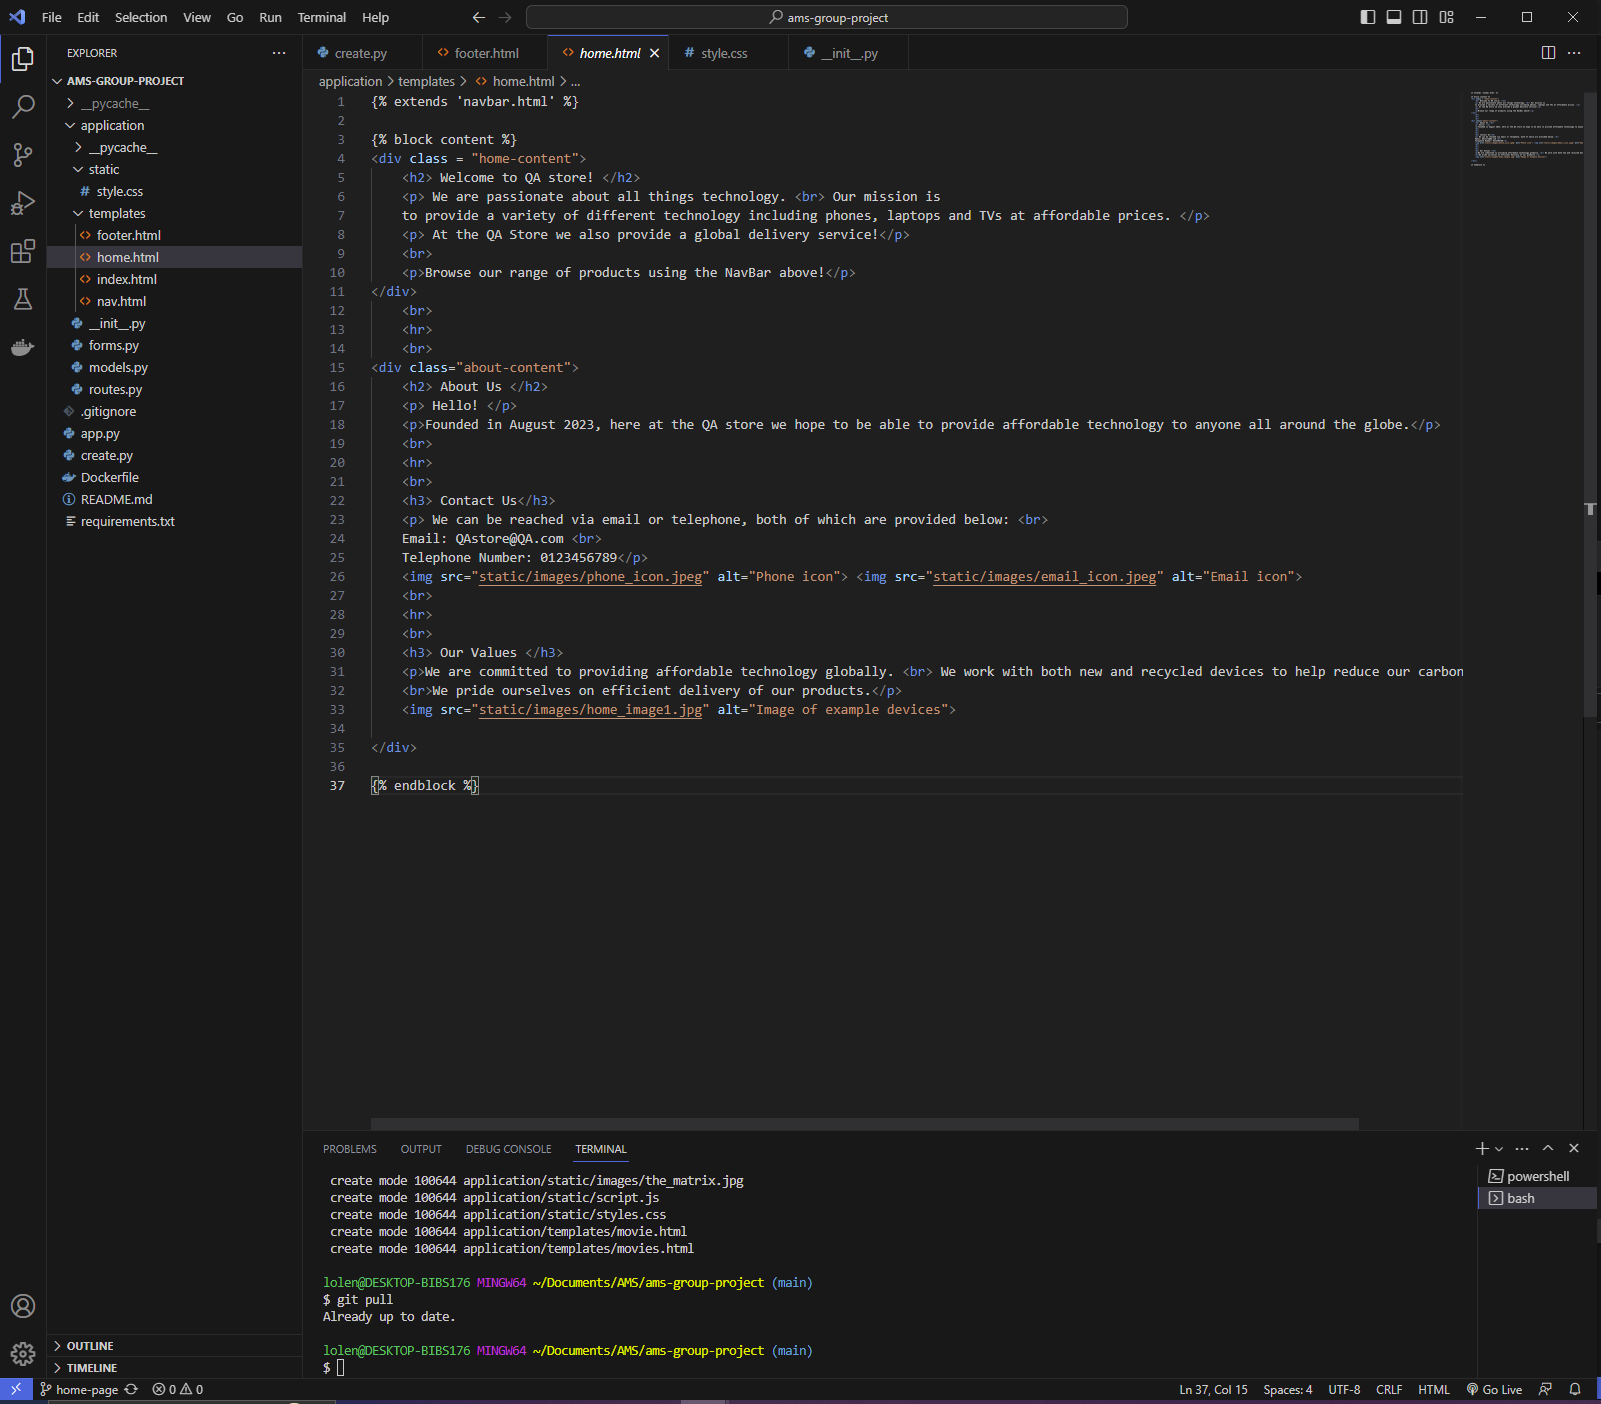 File Edit Selection View Go Run Terminal Help
ams-group-project
EXPLORER
AMS-GROUP-PROJECT
__pycache__
application
__pycache__
static
style.css
templates
footer.html
home.html
index.html
nav.html
__init__.py
forms.py
models.py
routes.py
.gitignore
app.py
create.py
Dockerfile
README.md
requirements.txt
OUTLINE
TIMELINE
create.py footer.html home.html style.css __init__.py
application > templates > home.html > ...
1 {% extends 'navbar.html' %}
2
3 {% block content %}
4 <div class = "home-content">
5 <h2> Welcome to QA store! </h2>
6 <p> We are passionate about all things technology. <br> Our mission is
7 to provide a variety of different technology including phones, laptops and TVs at affordable prices. </p>
8 <p> At the QA Store we also provide a global delivery service!</p>
9 <br>
10 <p>Browse our range of products using the NavBar above!</p>
11 </div>
12 <br>
13 <hr>
14 <br>
15 <div class="about-content">
16 <h2> About Us </h2>
17 <p> Hello! </p>
18 <p>Founded in August 2023, here at the QA store we hope to be able to provide affordable technology to anyone all around the globe.</p>
19 <br>
20 <hr>
21 <br>
22 <h3> Contact Us</h3>
23 <p> We can be reached via email or telephone, both of which are provided below: <br>
24 Email: QAstore@QA.com <br>
25 Telephone Number: 0123456789</p>
26 <img src="static/images/phone_icon.jpeg" alt="Phone icon"> <img src="static/images/email_icon.jpeg" alt="Email icon">
27 <br>
28 <hr>
29 <br>
30 <h3> Our Values </h3>
31 <p>We are committed to providing affordable technology globally. <br> We work with both new and recycled devices to help reduce our carbon
32 <br>We pride ourselves on efficient delivery of our products.</p>
33 <img src="static/images/home_image1.jpg" alt="Image of example devices">
34
35 </div>
36
37 {% endblock %}
PROBLEMS OUTPUT DEBUG CONSOLE TERMINAL
create mode 100644 application/static/images/the_matrix.jpg
create mode 100644 application/static/script.js
create mode 100644 application/static/styles.css
create mode 100644 application/templates/movie.html
create mode 100644 application/templates/movies.html
lolen@DESKTOP-BIBS176 MINGW64 ~/Documents/AMS/ams-group-project (main)
$ git pull
Already up to date.
lolen@DESKTOP-BIBS176 MINGW64 ~/Documents/AMS/ams-group-project (main)
$
powershell
bash
home-page 0 0 Ln 37, Col 15 Spaces: 4 UTF-8 CRLF HTML Go Live